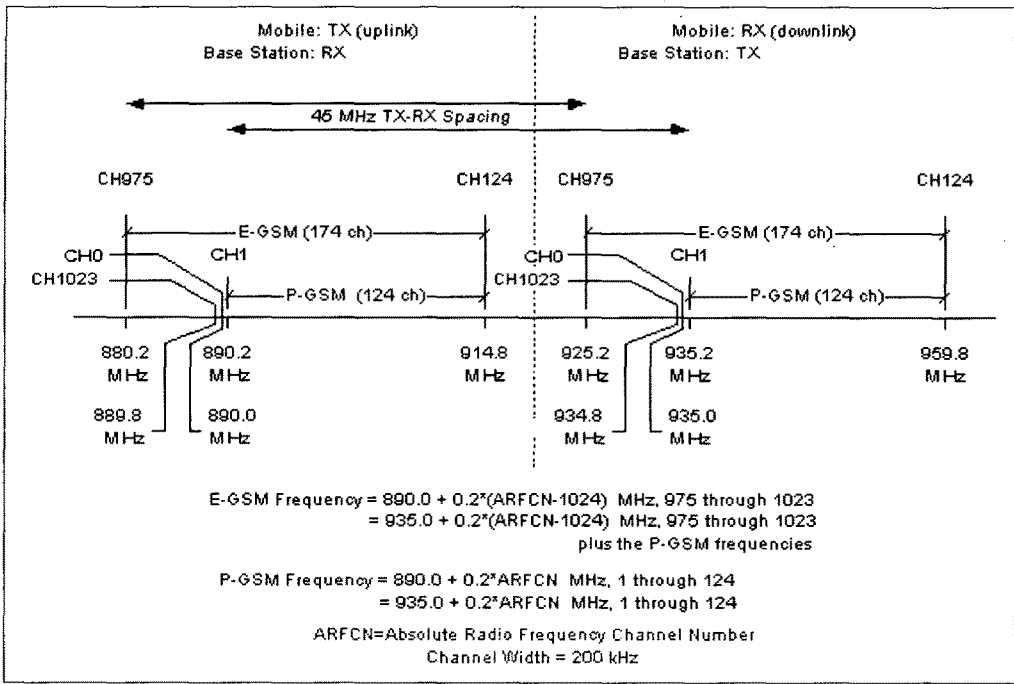 Mobile: TX (uplink)
Base Station: RX
Mobile: RX (downlink)
Base Station: TX
45 MHz TX-RX Spacing
CH975
CH124
CH975
CH124
E-GSM (174 ch)
E-GSM (174 ch)
CH0
CH1
CH0
CH1
CH1023
CH1023
P-GSM (124 ch)
P-GSM (124 ch)
880.2
MHz
890.2
MHz
914.8
MHz
925.2
MHz
935.2
MHz
959.8
MHz
889.8
MHz
890.0
MHz
934.8
MHz
935.0
MHz
E-GSM Frequency = 890.0 + 0.2*(ARFCN-1024) MHz, 975 through 1023
= 935.0 + 0.2*(ARFCN-1024) MHz, 975 through 1023
plus the P-GSM frequencies
P-GSM Frequency = 890.0 + 0.2*ARFCN MHz, 1 through 124
= 935.0 + 0.2*ARFCN MHz, 1 through 124
ARFCN=Absolute Radio Frequency Channel Number
Channel Width = 200 kHz